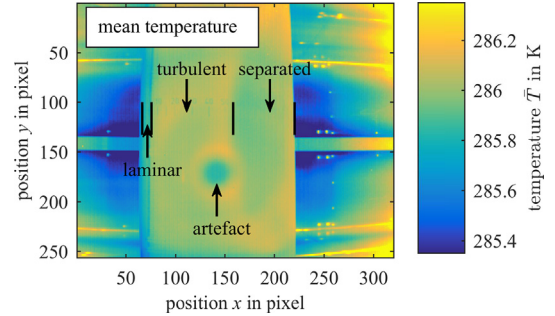 mean temperature
turbulent
separated
laminar
artefact
0
50
100
150
200
250
position y in pixel
50
100
150
200
250
300
position x in pixel
286.2
286
285.8
285.6
285.4
temperature T̄ in K